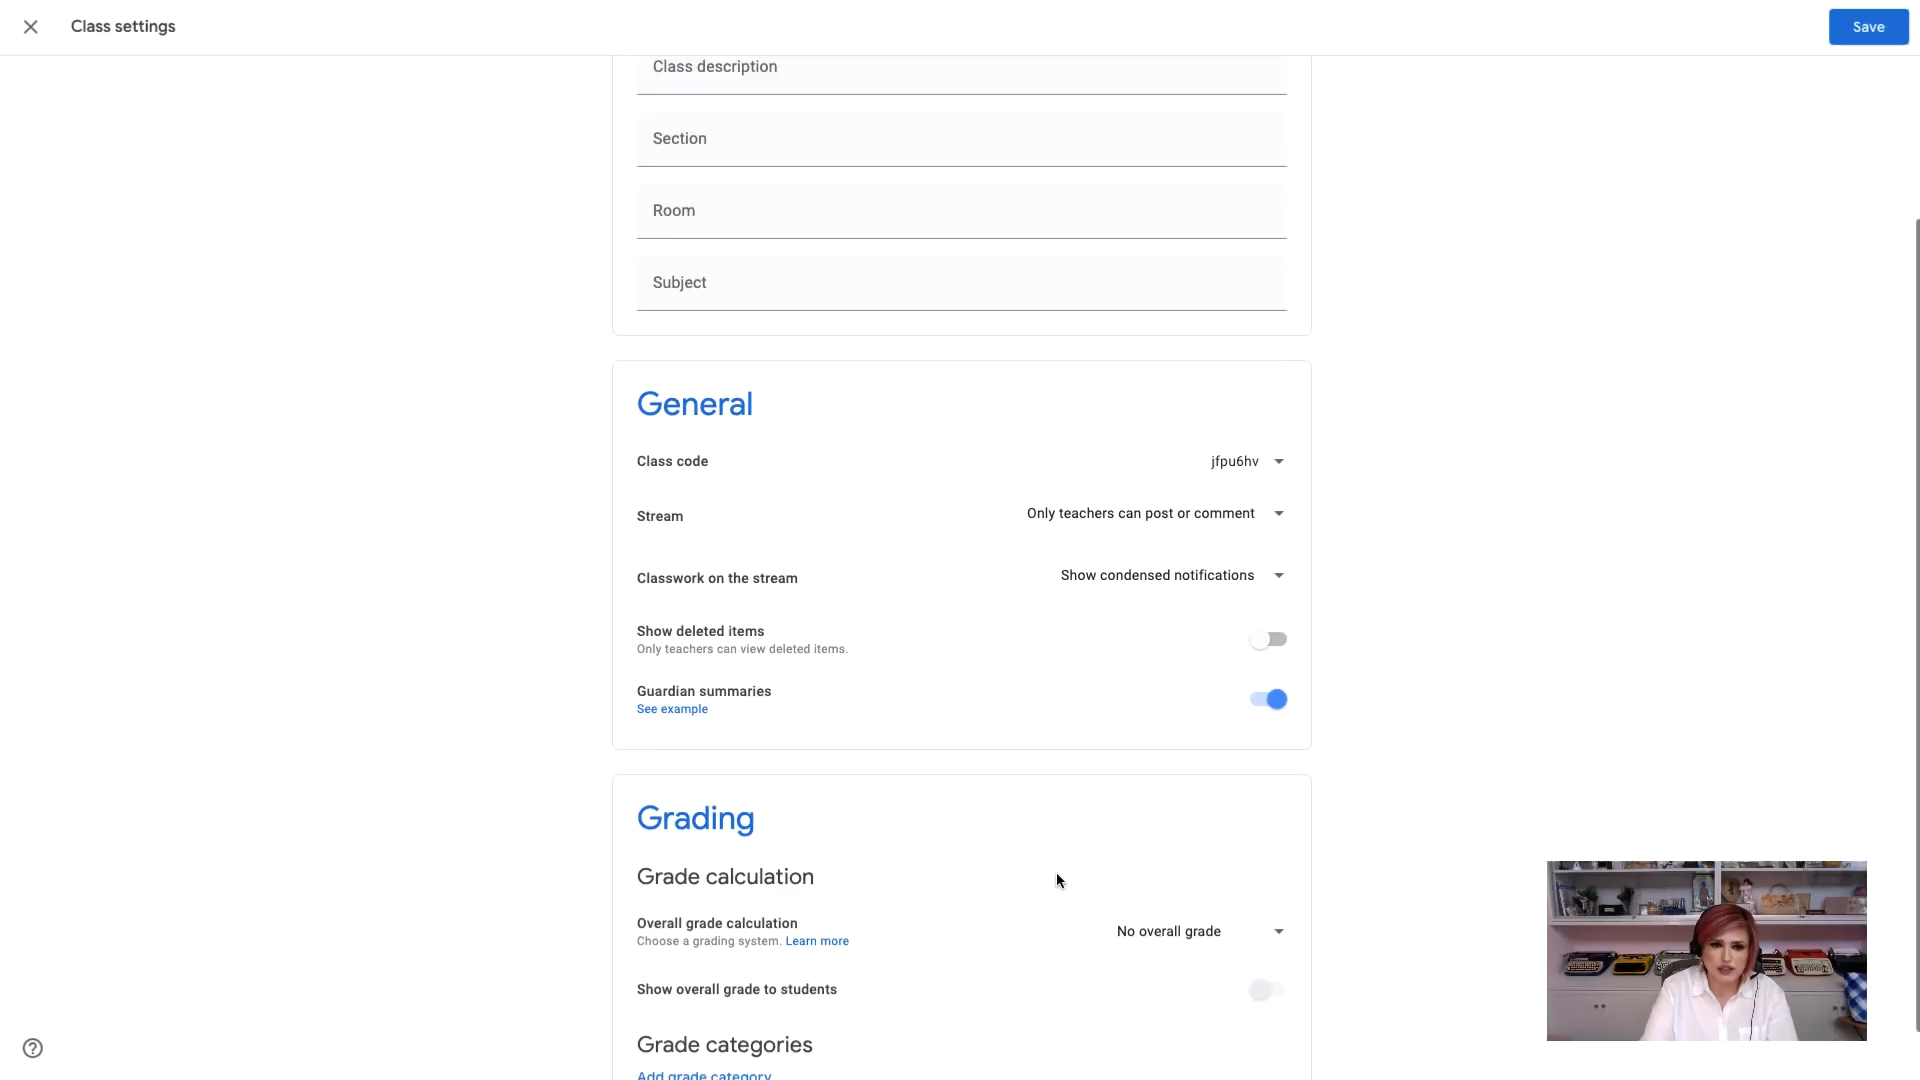 Class settings
Save
Class description
Section
Room
Subject
General
Class code
jfpu6hv
Stream
Only teachers can post or comment
Classwork on the stream
Show condensed notifications
Show deleted items
Only teachers can view deleted items.
Guardian summaries
See example
Grading
Grade calculation
Overall grade calculation
Choose a grading system. Learn more
No overall grade
Show overall grade to students
Grade categories
Add grade category